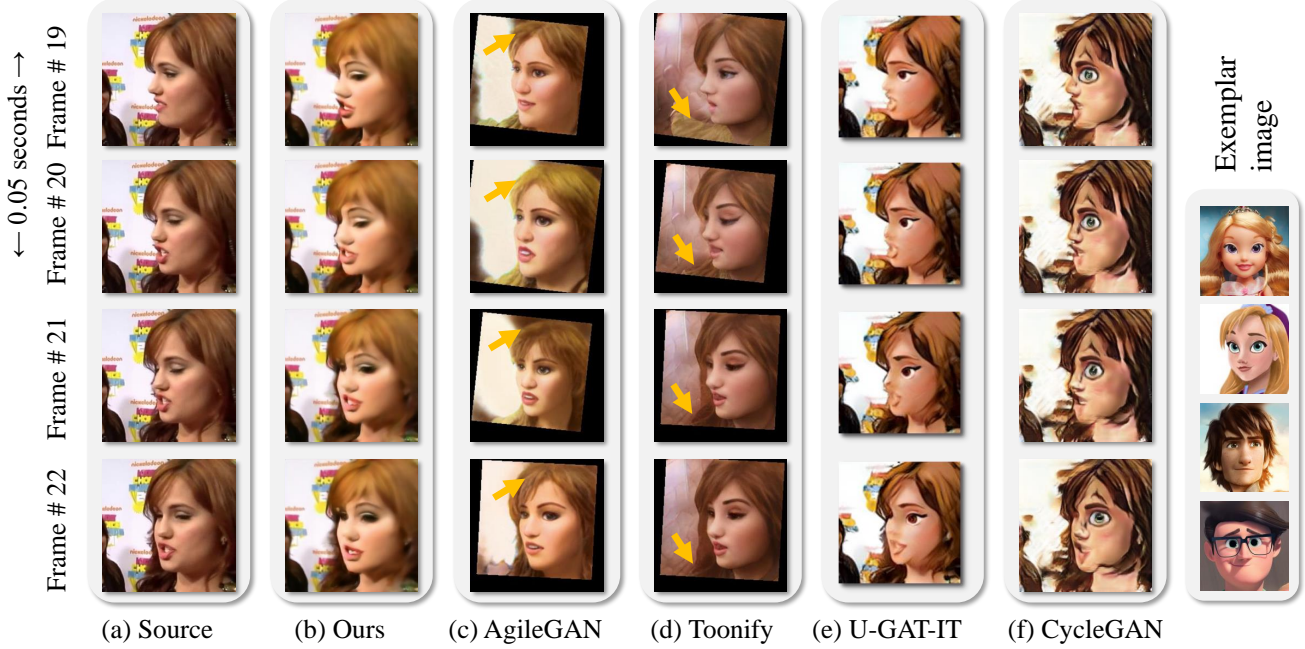 ← 0.05 seconds →
Frame # 19
Frame # 20
Frame # 21
Frame # 22
Exemplar
image
(a) Source
(b) Ours
(c) AgileGAN
(d) Toonify
(e) U-GAT-IT
(f) CycleGAN